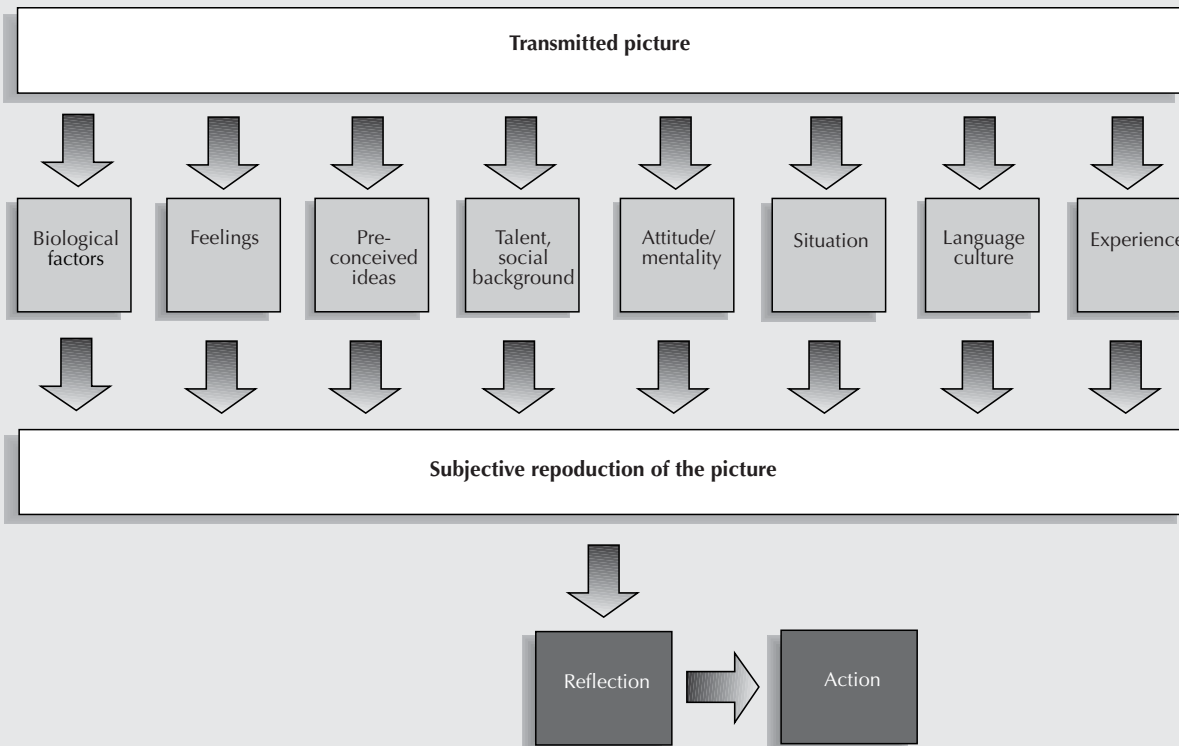 Transmitted picture
Biological
factors
Feelings
Pre-
conceived
ideas
Talent,
social
background
Attitude/
mentality
Situation
Language
culture
Experience
Subjective repoduction of the picture
Reflection
Action